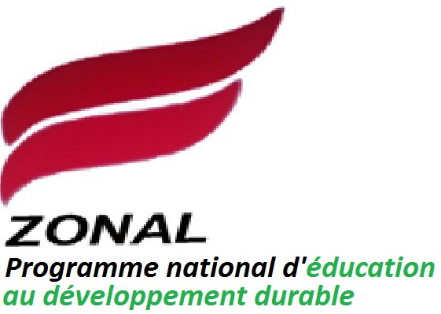 ZONAL
Programme national d'éducation
au développement durable